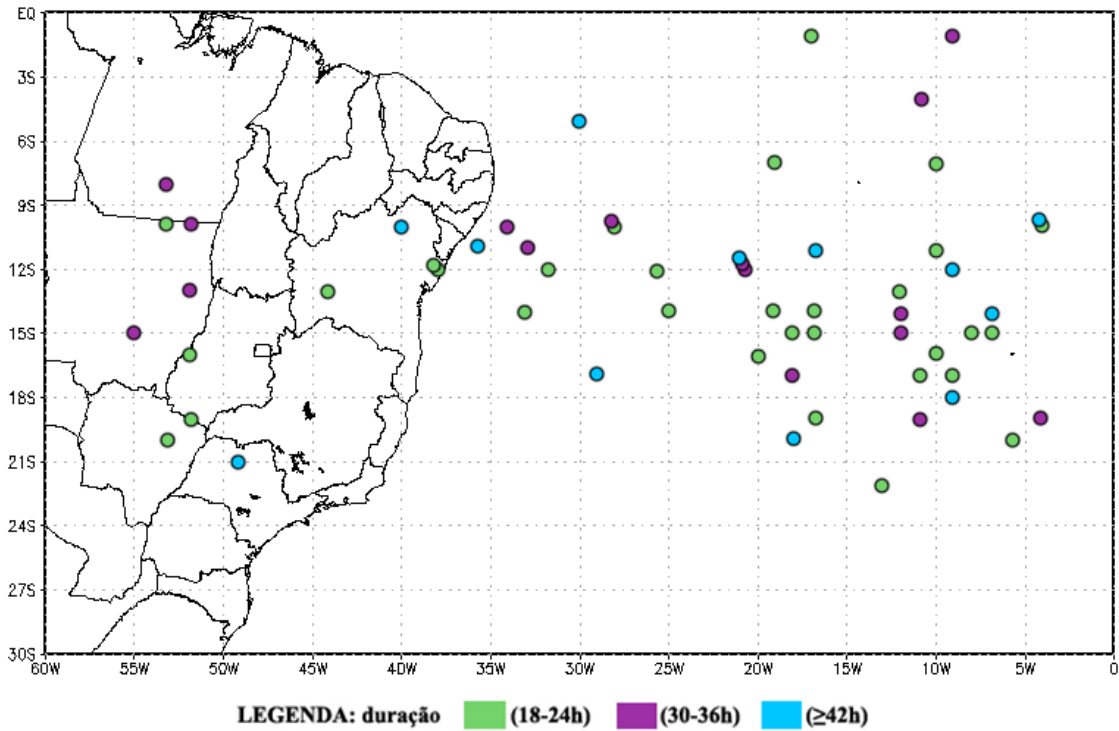 EQ
3S
6S
9S
12S
15S
18S
21S
24S
27S
30S
60W 55W 50W 45W 40W 35W 30W 25W 20W 15W 10W 5W 0
LEGENDA: duração (18-24h) (30-36h) (≥42h)